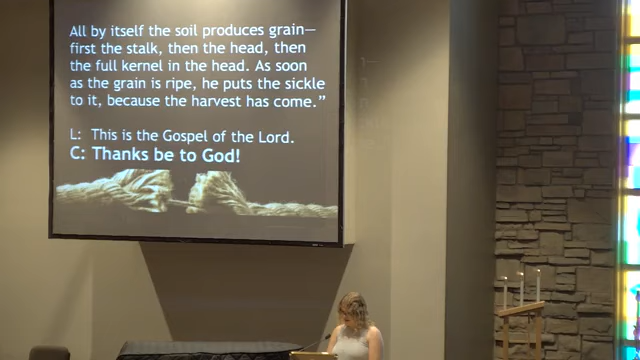 All by itself the soil produces grain—
first the stalk, then the head, then
the full kernel in the head. As soon
as the grain is ripe, he puts the sickle
to it, because the harvest has come.”
L: This is the Gospel of the Lord.
C: Thanks be to God!